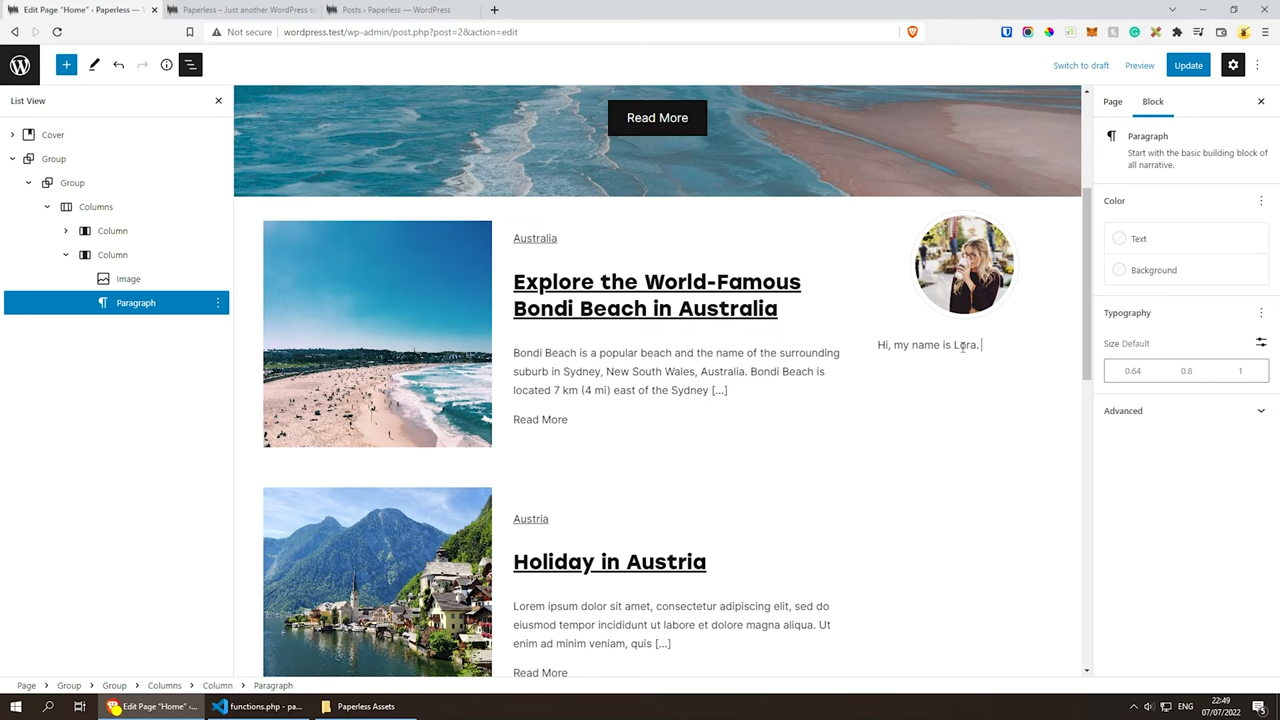 Edit Page "Home" ‹ Paperless — W
Paperless – Just another WordPress si
Posts ‹ Paperless — WordPress
Not secure
wordpress.test/wp-admin/post.php?post=2&action=edit
Switch to draft
Preview
Update
List View
Cover
Group
Group
Columns
Column
Column
Image
Paragraph
Read More
Australia
Explore the World-Famous
Bondi Beach in Australia
Bondi Beach is a popular beach and the name of the surrounding
suburb in Sydney, New South Wales, Australia. Bondi Beach is
located 7 km (4 mi) east of the Sydney […]
Read More
Hi, my name is Lora.
Austria
Holiday in Austria
Lorem ipsum dolor sit amet, consectetur adipiscing elit, sed do
eiusmod tempor incididunt ut labore et dolore magna aliqua. Ut
enim ad minim veniam, quis […]
Read More
Page
Block
Paragraph
Start with the basic building block of
all narrative.
Color
Text
Background
Typography
Size Default
0.64
0.8
1
Advanced
Page > Group > Group > Columns > Column > Paragraph
Edit Page "Home" ‹...
functions.php - pa...
Paperless Assets
ENG
22:49
07/07/2022
5